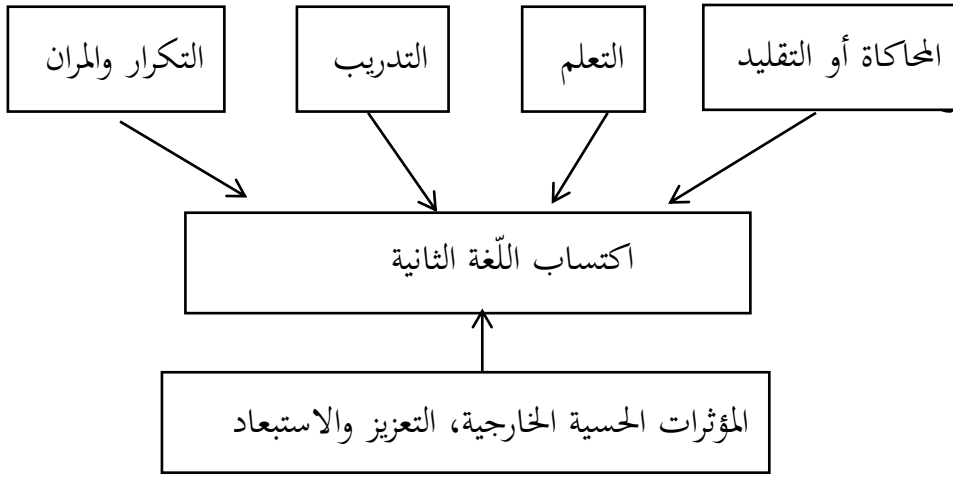 المحاكاة أو التقليد
التعلم
التدريب
التكرار والمران
اكتساب اللّغة الثانية
المؤثرات الحسية الخارجية، التعزيز والاستبعاد